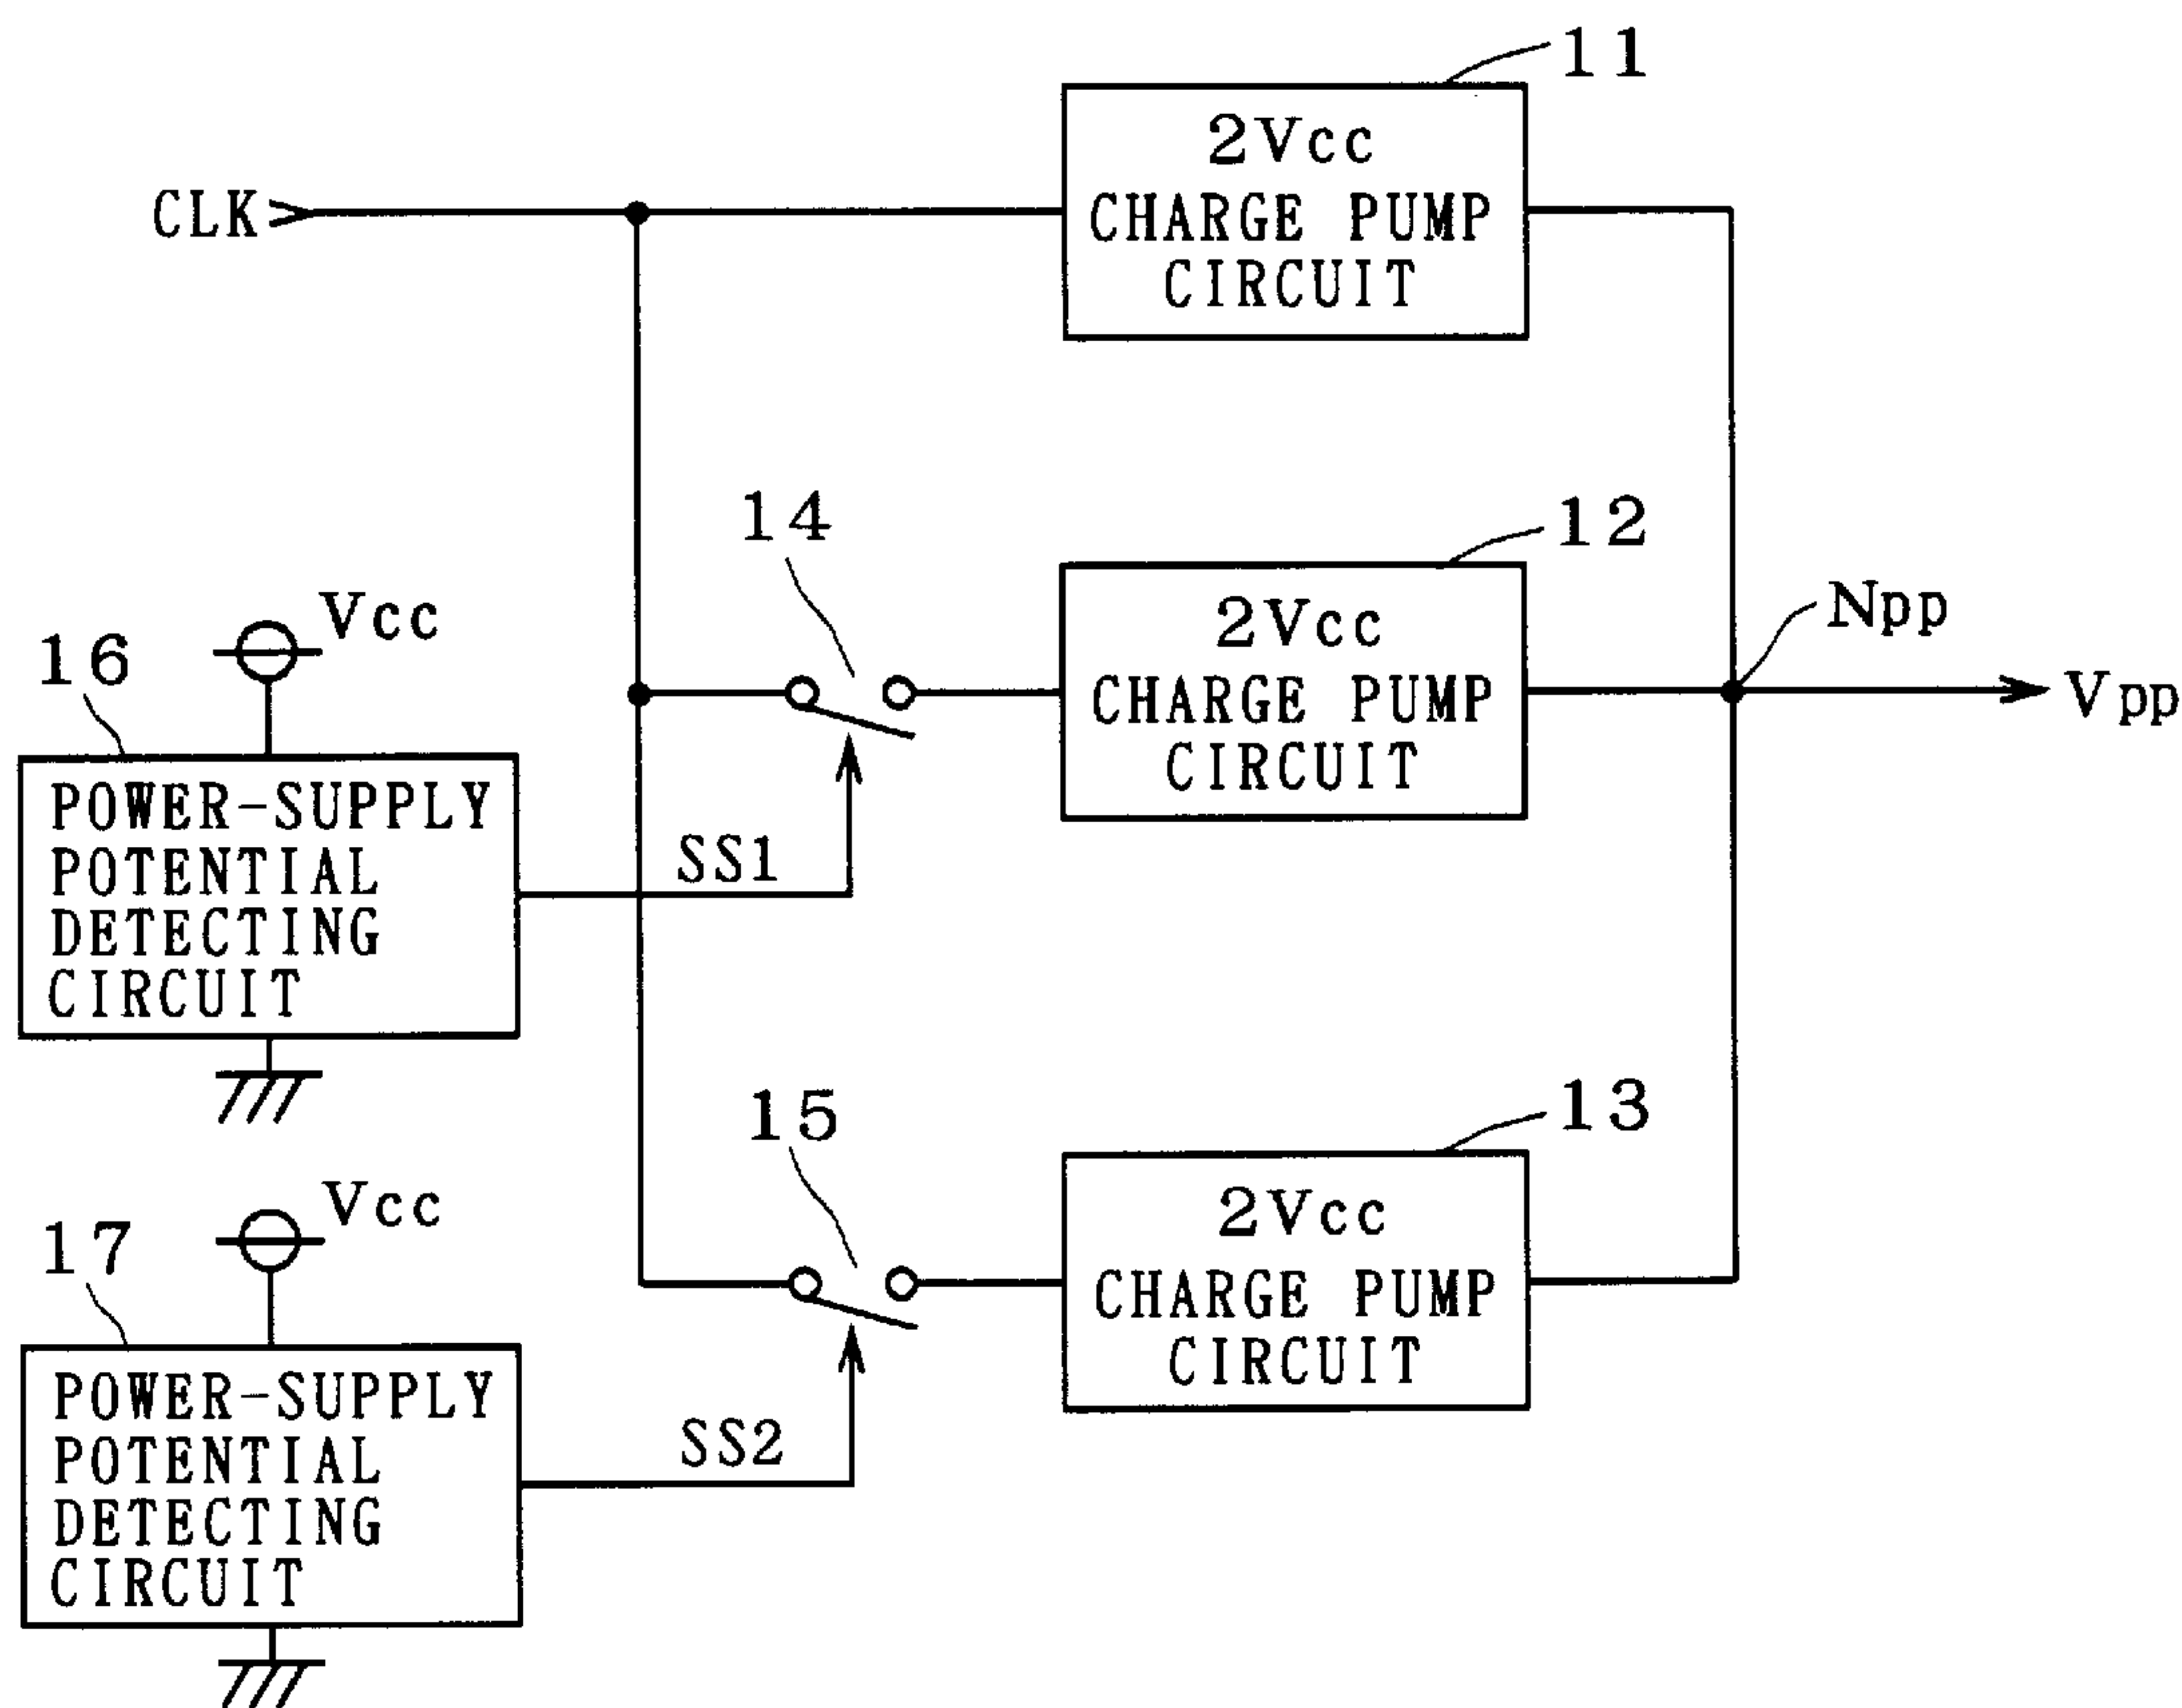 11
2Vcc
CHARGE PUMP
CIRCUIT
CLK
14
12
2Vcc
CHARGE PUMP
CIRCUIT
Npp
Vpp
Vcc
16
POWER-SUPPLY
POTENTIAL
DETECTING
CIRCUIT
SS1
15
13
2Vcc
CHARGE PUMP
CIRCUIT
Vcc
17
POWER-SUPPLY
POTENTIAL
DETECTING
CIRCUIT
SS2